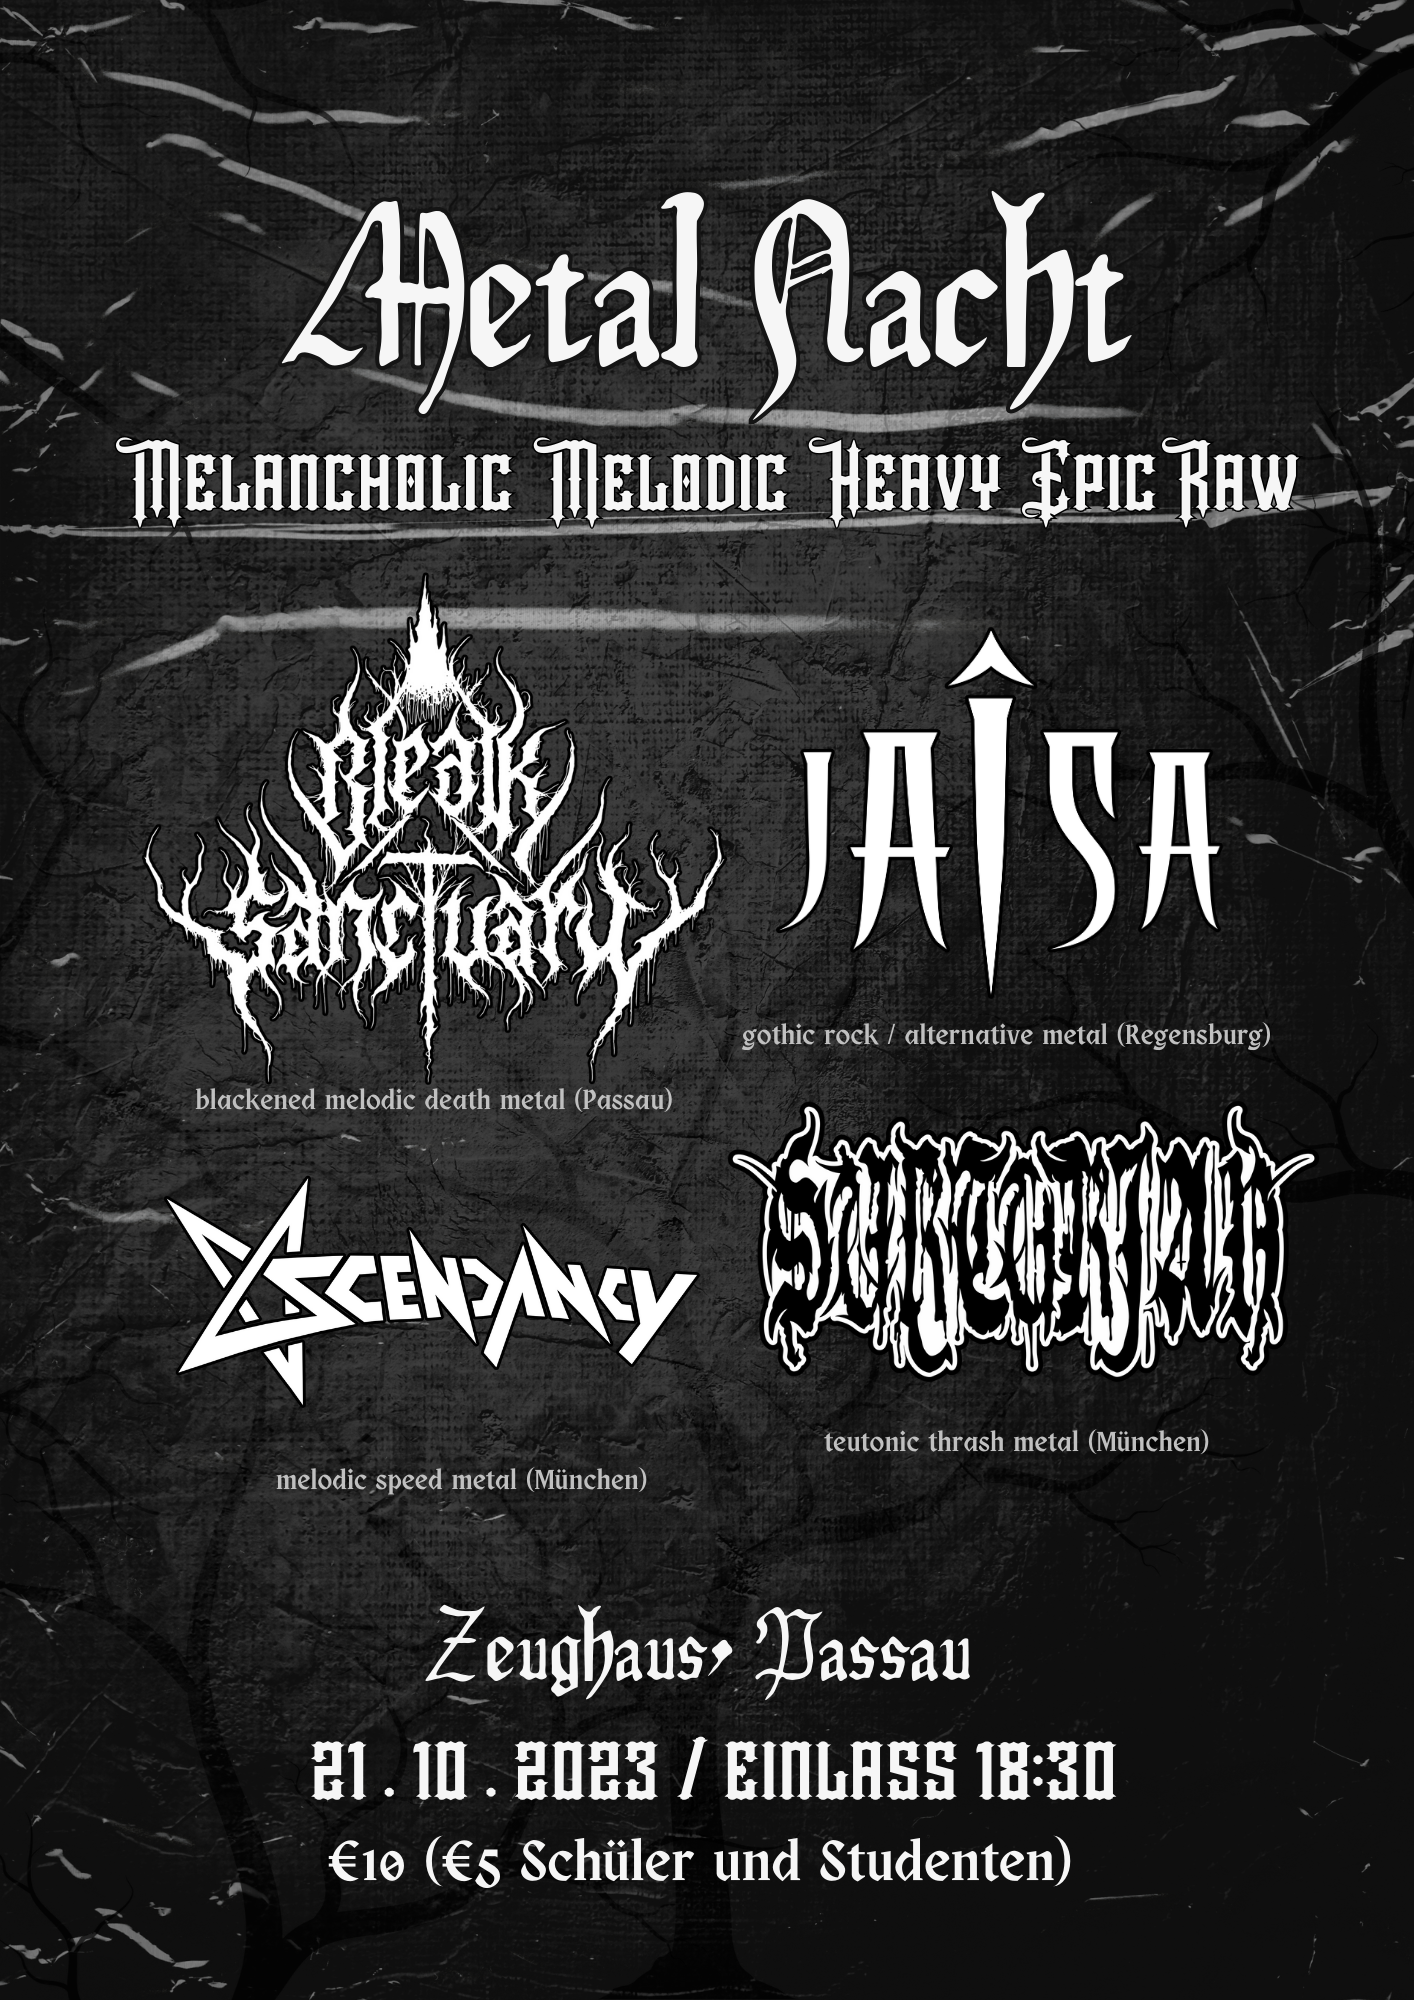 Metal Nacht
Melancholic Melodic Heavy Epic Raw
Bleak
Sanctuary
JAISA
gothic rock / alternative metal (Regensburg)
blackened melodic death metal (Passau)
ASCENDANCY
teutonic thrash metal (München)
melodic speed metal (München)
Zeughaus, Passau
21 . 10 . 2023 / EINLASS 18:30
€10 (€5 Schüler und Studenten)